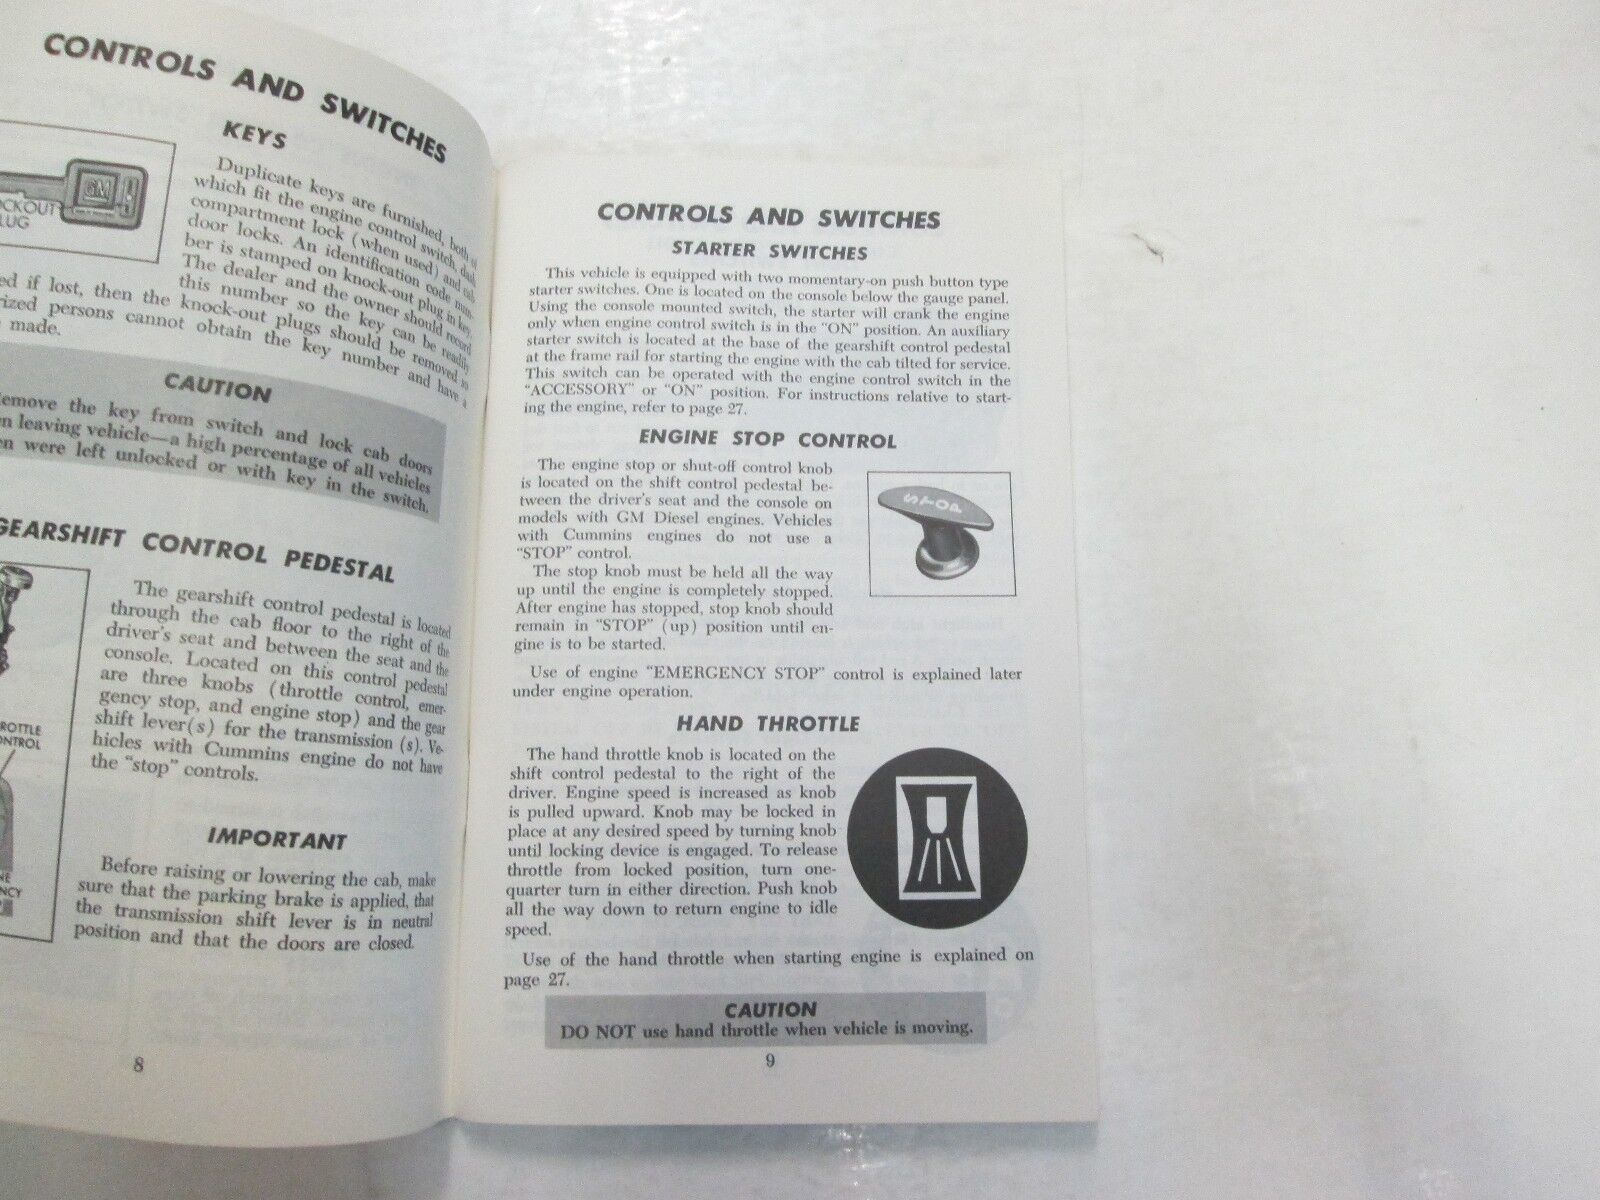 CONTROLS AND SWITCHES
KEYS
GM
CKOUT
LUG
Duplicate keys are furnished, both of
which fit the engine control switch, dash
compartment lock (when used) and cab
door locks. An identification code num-
ber is stamped on knock-out plug in key.
The dealer and the owner should record
this number so the key can be readily
ed if lost, then the knock-out plugs should be removed so
rized persons cannot obtain the key number and have a
made.
CAUTION
emove the key from switch and lock cab doors
n leaving vehicle—a high percentage of all vehicles
en were left unlocked or with key in the switch.
GEARSHIFT CONTROL PEDESTAL
The gearshift control pedestal is located
through the cab floor to the right of the
driver's seat and between the seat and the
console. Located on this control pedestal
are three knobs (throttle control, emer-
gency stop, and engine stop) and the gear
shift lever(s) for the transmission (s). Ve-
hicles with Cummins engine do not have
the "stop" controls.
ROTTLE
ONTROL
NE
NCY
IMPORTANT
Before raising or lowering the cab, make
sure that the parking brake is applied, that
the transmission shift lever is in neutral
position and that the doors are closed.
8
CONTROLS AND SWITCHES
STARTER SWITCHES
This vehicle is equipped with two momentary-on push button type
starter switches. One is located on the console below the gauge panel.
Using the console mounted switch, the starter will crank the engine
only when engine control switch is in the "ON" position. An auxiliary
starter switch is located at the base of the gearshift control pedestal
at the frame rail for starting the engine with the cab tilted for service.
This switch can be operated with the engine control switch in the
"ACCESSORY" or "ON" position. For instructions relative to start-
ing the engine, refer to page 27.
ENGINE STOP CONTROL
The engine stop or shut-off control knob
is located on the shift control pedestal be-
tween the driver's seat and the console on
models with GM Diesel engines. Vehicles
with Cummins engines do not use a
"STOP" control.
The stop knob must be held all the way
up until the engine is completely stopped.
After engine has stopped, stop knob should
remain in "STOP" (up) position until en-
gine is to be started.
STOP
Use of engine "EMERGENCY STOP" control is explained later
under engine operation.
HAND THROTTLE
The hand throttle knob is located on the
shift control pedestal to the right of the
driver. Engine speed is increased as knob
is pulled upward. Knob may be locked in
place at any desired speed by turning knob
until locking device is engaged. To release
throttle from locked position, turn one-
quarter turn in either direction. Push knob
all the way down to return engine to idle
speed.
Use of the hand throttle when starting engine is explained on
page 27.
CAUTION
DO NOT use hand throttle when vehicle is moving.
9